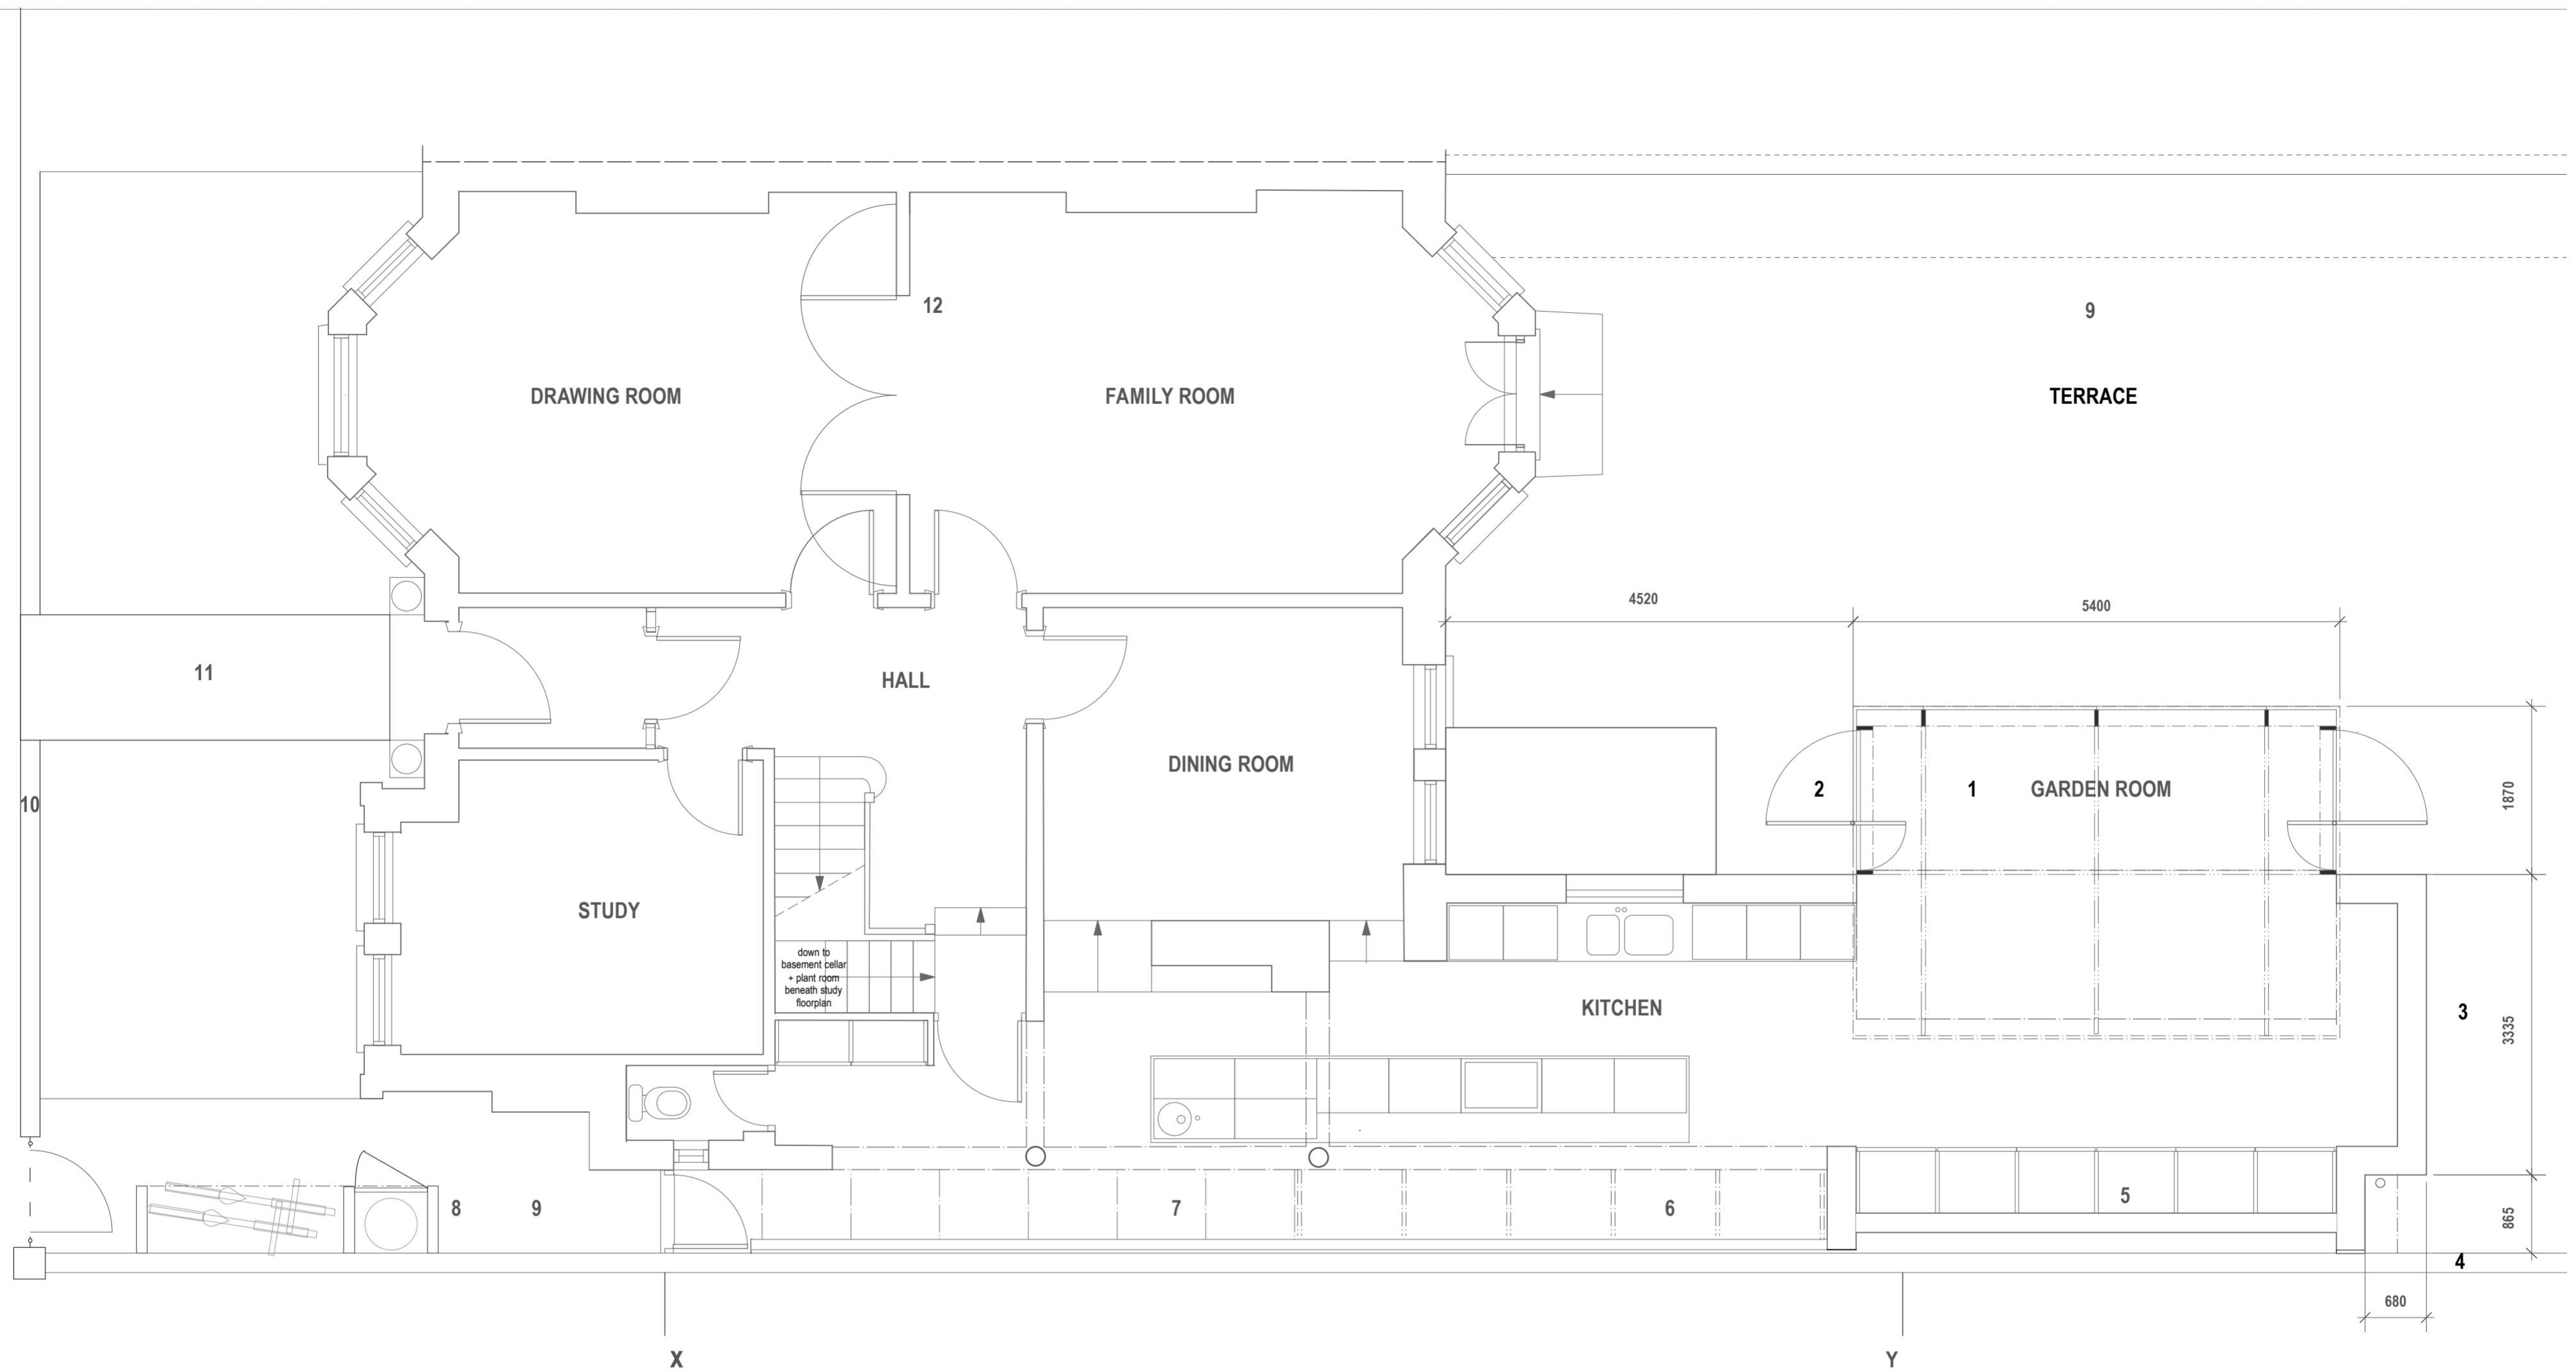 12
9
DRAWING ROOM
FAMILY ROOM
TERRACE
4520
5400
11
HALL
DINING ROOM
2
1
GARDEN ROOM
1870
10
STUDY
down to
basement cellar
+ plant room
beneath study
floorplan
KITCHEN
3
3335
8
9
7
6
5
865
4
680
X
Y